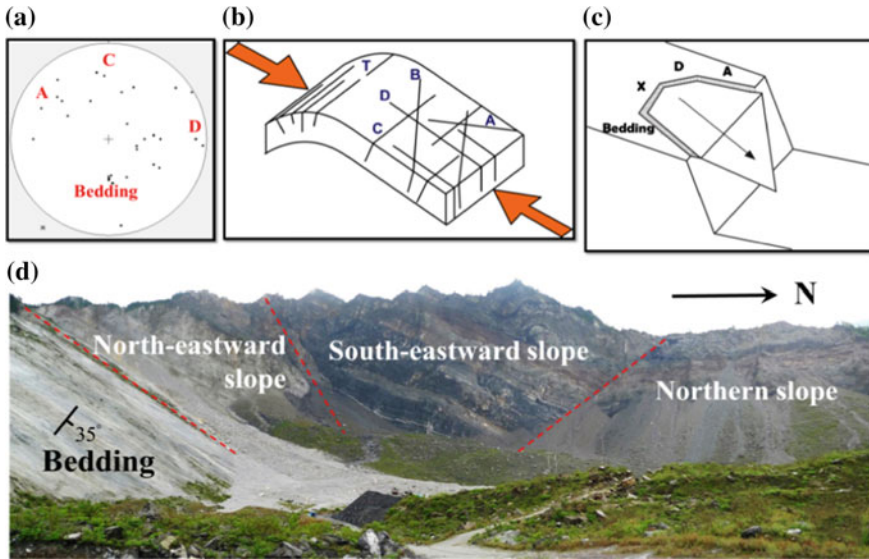 (a)
C
A
D
Bedding
(b)
T
B
D
C
A
(c)
D
A
X
Bedding
(d)
N
North-eastward
slope
South-eastward slope
Northern slope
35°
Bedding